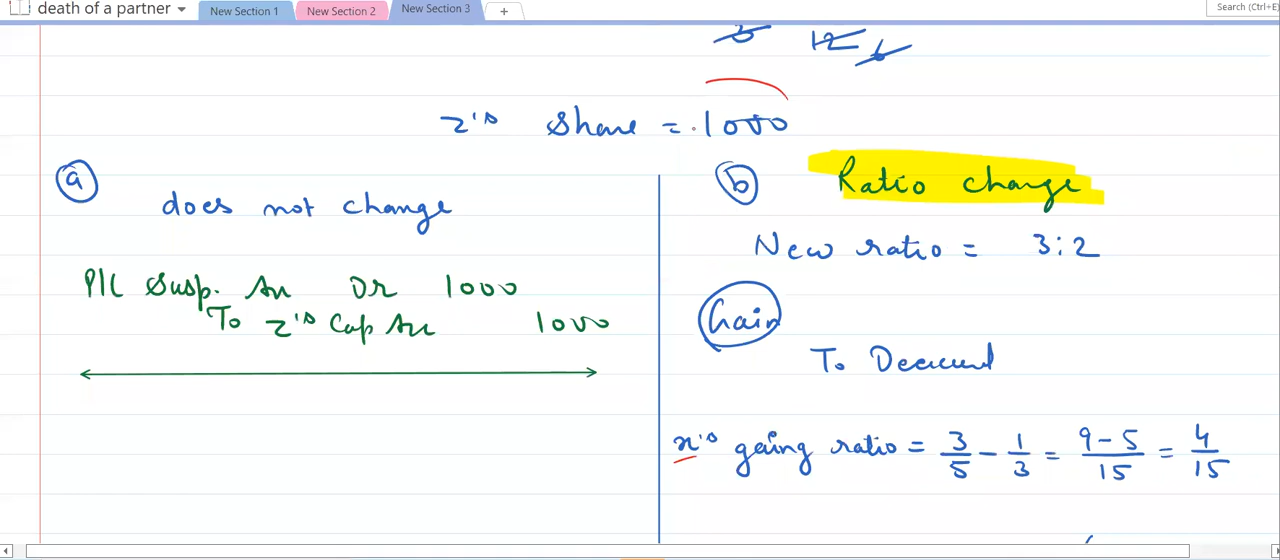 death of a partner
New Section 1
New Section 2
New Section 3
+
Search (Ctrl+E)
12 6
z's share = 1000
a
does not change
P/L Susp. A/c Dr 1000
To z's Cap A/c 1000
b
Ratio change
New ratio = 3:2
Gain
To Deceased
x's gaing ratio = 3/5 - 1/3 = 9-5/15 = 4/15